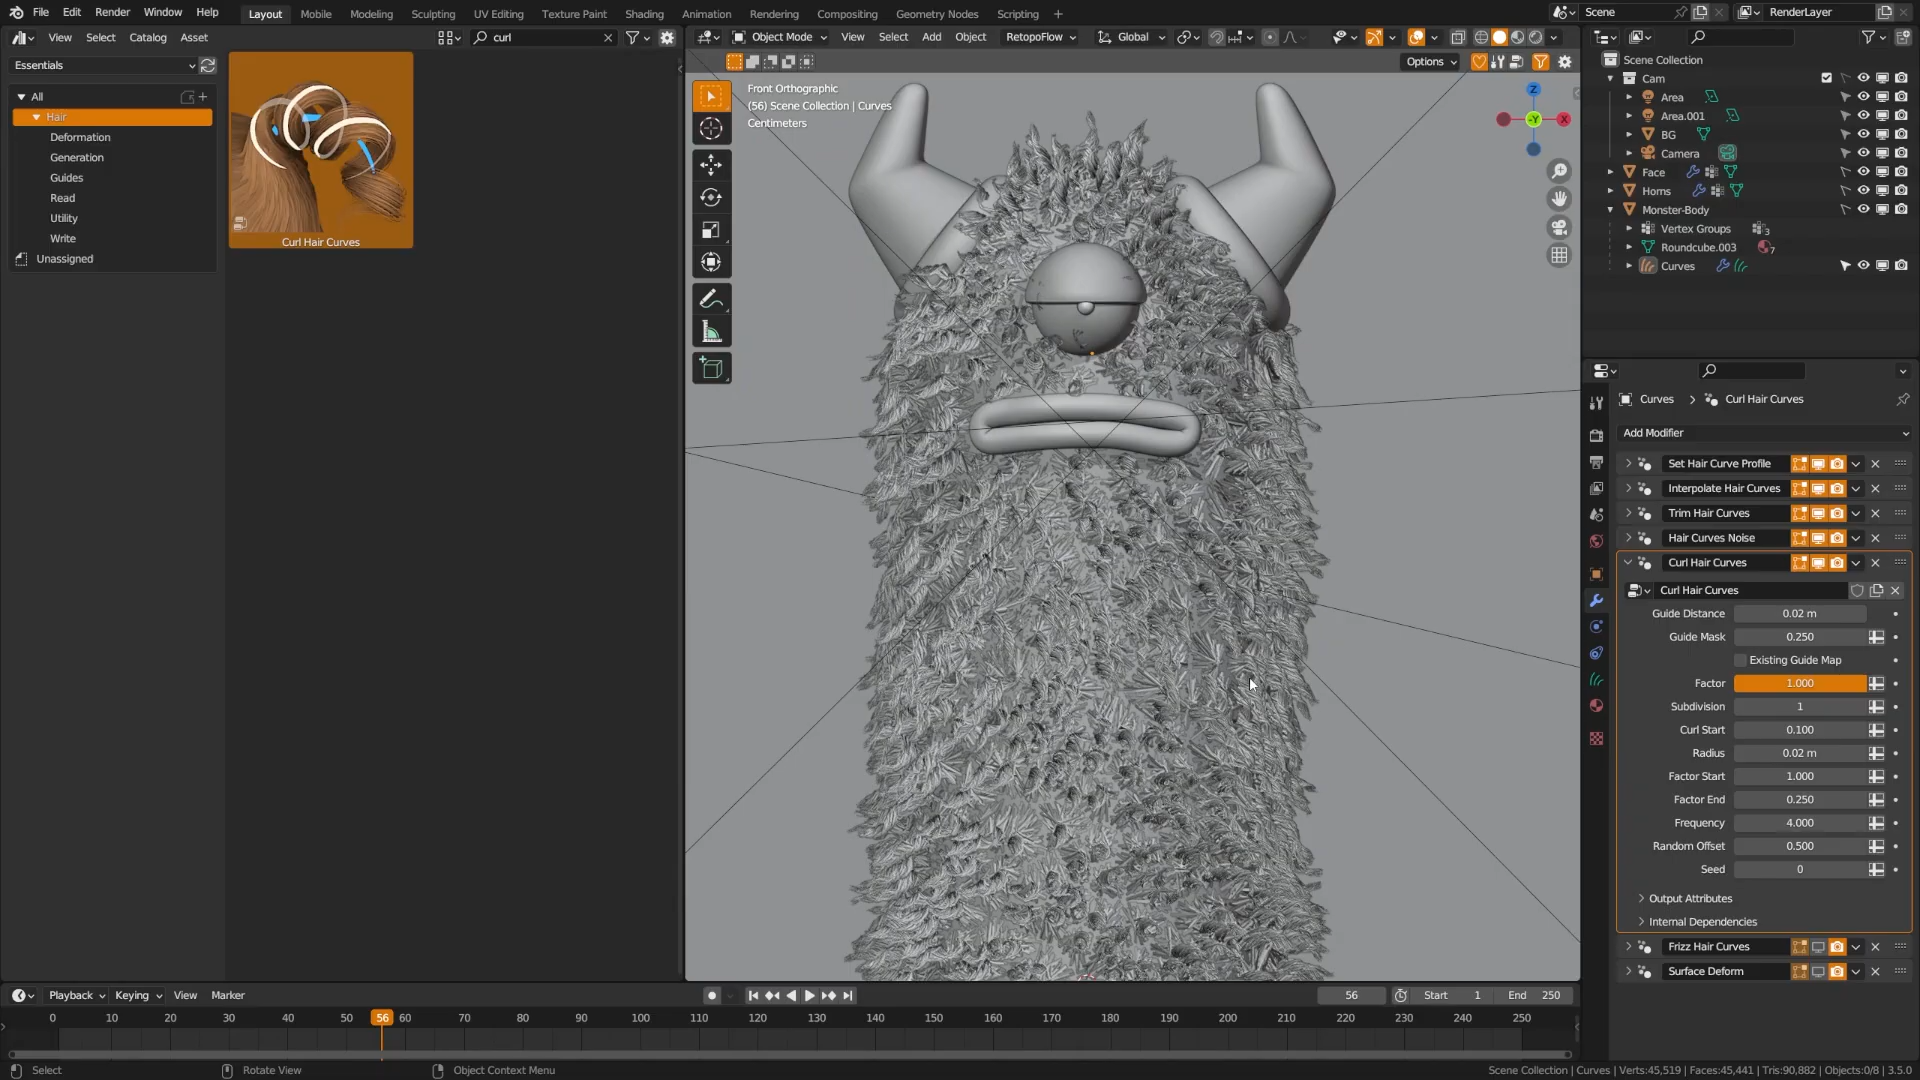 File Edit Render Window Help
Layout Mobile Modeling Sculpting UV Editing Texture Paint Shading Animation Rendering Compositing Geometry Nodes Scripting +
Scene
RenderLayer
View Select Catalog Asset
curl
Object Mode View Select Add Object RetopoFlow Global
Options
Essentials
All
Hair
Deformation
Generation
Guides
Read
Utility
Write
Unassigned
Curl Hair Curves
Front Orthographic
(56) Scene Collection | Curves
Centimeters
Z
-Y
X
Scene Collection
Cam
Area
Area.001
BG
Camera
Face
Horns
Monster-Body
Vertex Groups 3
Roundcube.003 7
Curves
Curves > Curl Hair Curves
Add Modifier
Set Hair Curve Profile
Interpolate Hair Curves
Trim Hair Curves
Hair Curves Noise
Curl Hair Curves
Curl Hair Curves
Guide Distance 0.02 m
Guide Mask 0.250
Existing Guide Map
Factor 1.000
Subdivision 1
Curl Start 0.100
Radius 0.02 m
Factor Start 1.000
Factor End 0.250
Frequency 4.000
Random Offset 0.500
Seed 0
Output Attributes
Internal Dependencies
Frizz Hair Curves
Surface Deform
Playback Keying View Marker
56 Start 1 End 250
0 10 20 30 40 50 56 60 70 80 90 100 110 120 130 140 150 160 170 180 190 200 210 220 230 240 250
Select Rotate View Object Context Menu
Scene Collection | Curves | Verts:45,519 | Faces:45,441 | Tris:90,882 | Objects:0/8 | 3.5.0